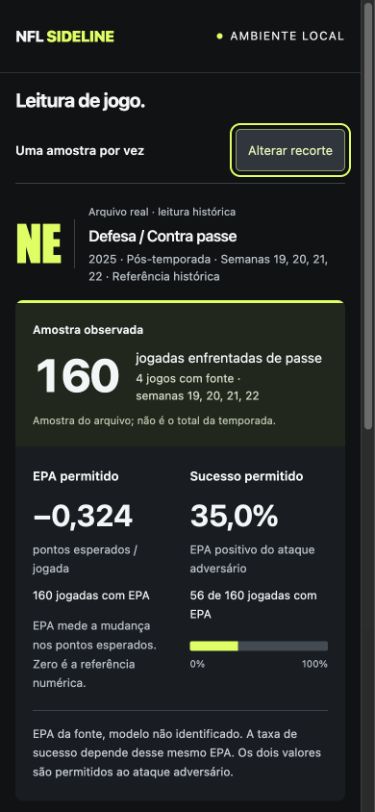 NFL SIDELINE
AMBIENTE LOCAL
Leitura de jogo.
Uma amostra por vez
Alterar recorte
Arquivo real · leitura histórica
NE
Defesa / Contra passe
2025 · Pós-temporada · Semanas 19, 20, 21,
22 · Referência histórica
Amostra observada
160
jogadas enfrentadas de passe
4 jogos com fonte ·
semanas 19, 20, 21, 22
Amostra do arquivo; não é o total da temporada.
EPA permitido
−0,324
pontos esperados /
jogada
160 jogadas com EPA
EPA mede a mudança
nos pontos esperados.
Zero é a referência
numérica.
Sucesso permitido
35,0%
EPA positivo do ataque
adversário
56 de 160 jogadas com
EPA
0%
100%
EPA da fonte, modelo não identificado. A taxa de
sucesso depende desse mesmo EPA. Os dois valores
são permitidos ao ataque adversário.